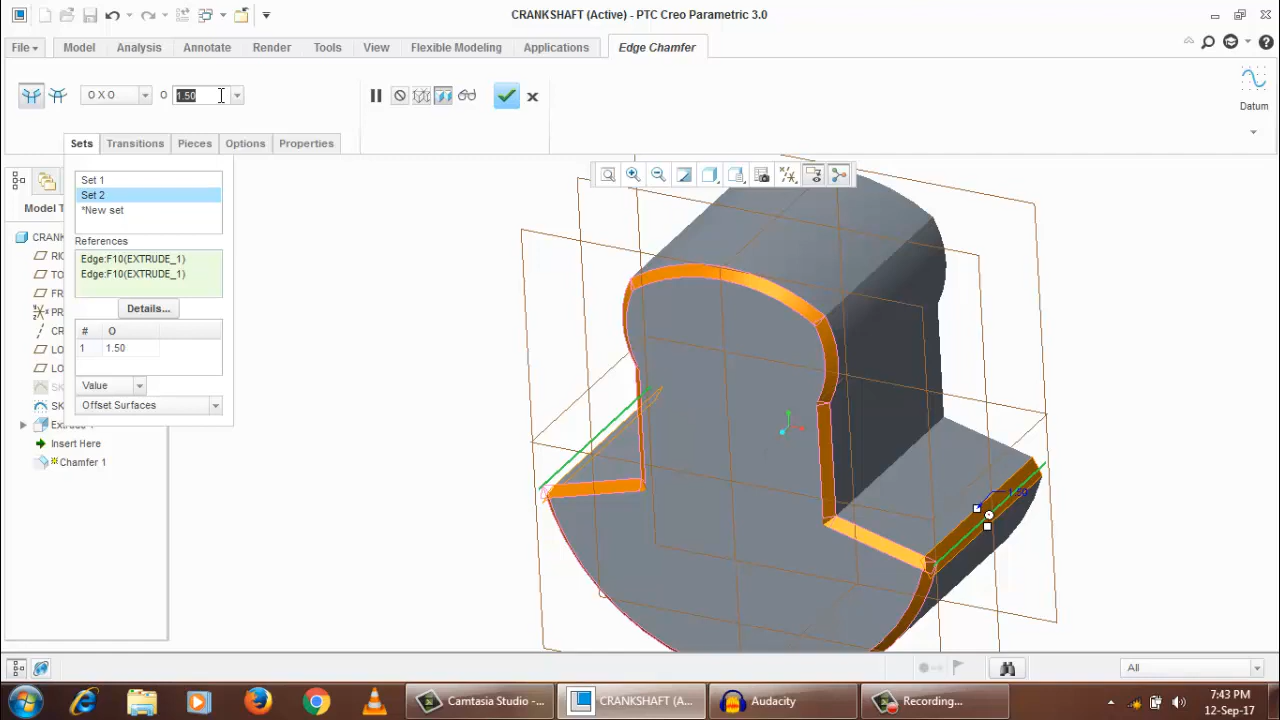 CRANKSHAFT (Active) - PTC Creo Parametric 3.0
File Model Analysis Annotate Render Tools View Flexible Modeling Applications Edge Chamfer
O X O O 1.50
Datum
Sets Transitions Pieces Options Properties
Set 1
Set 2
*New set
References
Edge:F10(EXTRUDE_1)
Edge:F10(EXTRUDE_1)
Details...
# O
1 1.50
Value
Offset Surfaces
Model T
CRANK
RI
TO
FR
PR
CR
LO
LO
SK
SK
Insert Here
Chamfer 1
1.50
All
Camtasia Studio -... CRANKSHAFT (A... Audacity Recording...
7:43 PM
12-Sep-17